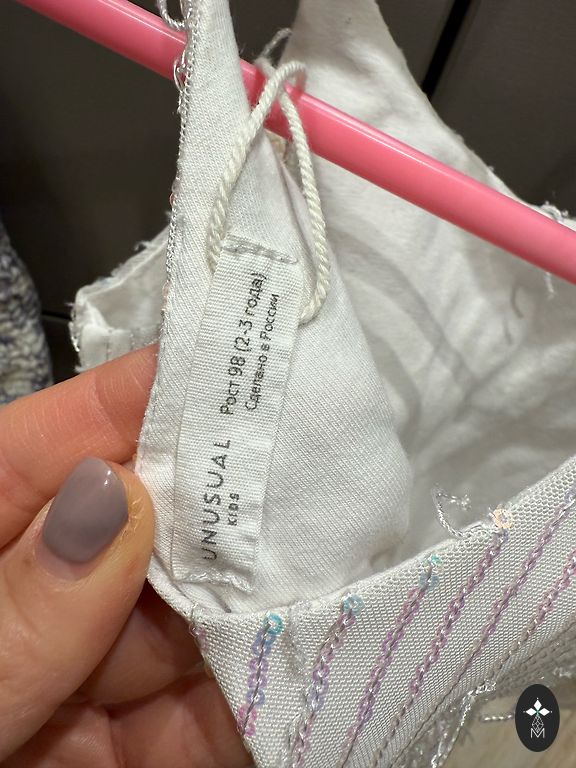 UNUSUAL
KIDS
Рост 98 (2-3 года)
Сделано в России
M